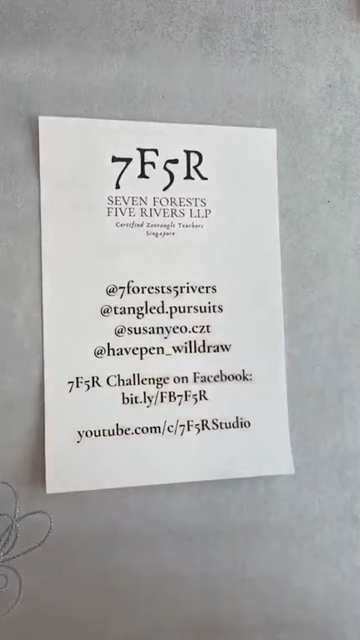 7F5R
SEVEN FORESTS
FIVE RIVERS LLP
Certified Zentangle Teachers
Singapore
@7forests5rivers
@tangled.pursuits
@susanyeo.czt
@havepen_willdraw
7F5R Challenge on Facebook:
bit.ly/FB7F5R
youtube.com/c/7F5RStudio